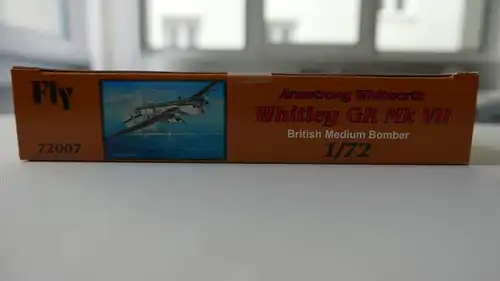 Fly
72007
Armstrong Whitworth
Whitley GR Mk VII
British Medium Bomber
1/72